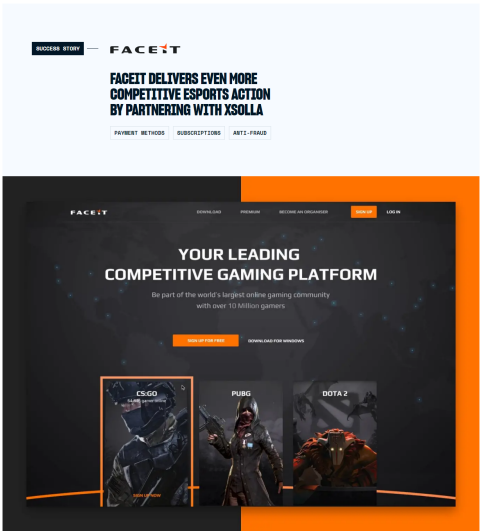 SUCCESS STORY
FACEIT
FACEIT DELIVERS EVEN MORE
COMPETITIVE ESPORTS ACTION
BY PARTNERING WITH XSOLLA
PAYMENT METHODS SUBSCRIPTIONS ANTI-FRAUD
FACEIT DOWNLOAD PREMIUM BECOME AN ORGANISER SIGN UP LOG IN
YOUR LEADING
COMPETITIVE GAMING PLATFORM
Be part of the world's largest online gaming community
with over 10 Million gamers
SIGN UP FOR FREE DOWNLOAD FOR WINDOWS
CS:GO PUBG DOTA 2
SIGN UP NOW